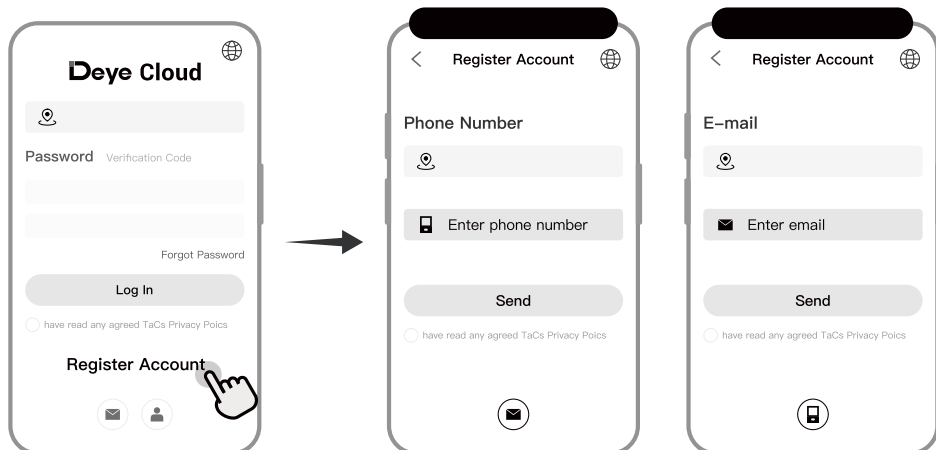 Deye Cloud
Password Verification Code
Forgot Password
Log In
have read any agreed TaCs Privacy Poics
Register Account
Register Account
Phone Number
Enter phone number
Send
have read any agreed TaCs Privacy Poics
Register Account
E-mail
Enter email
Send
have read any agreed TaCs Privacy Poics